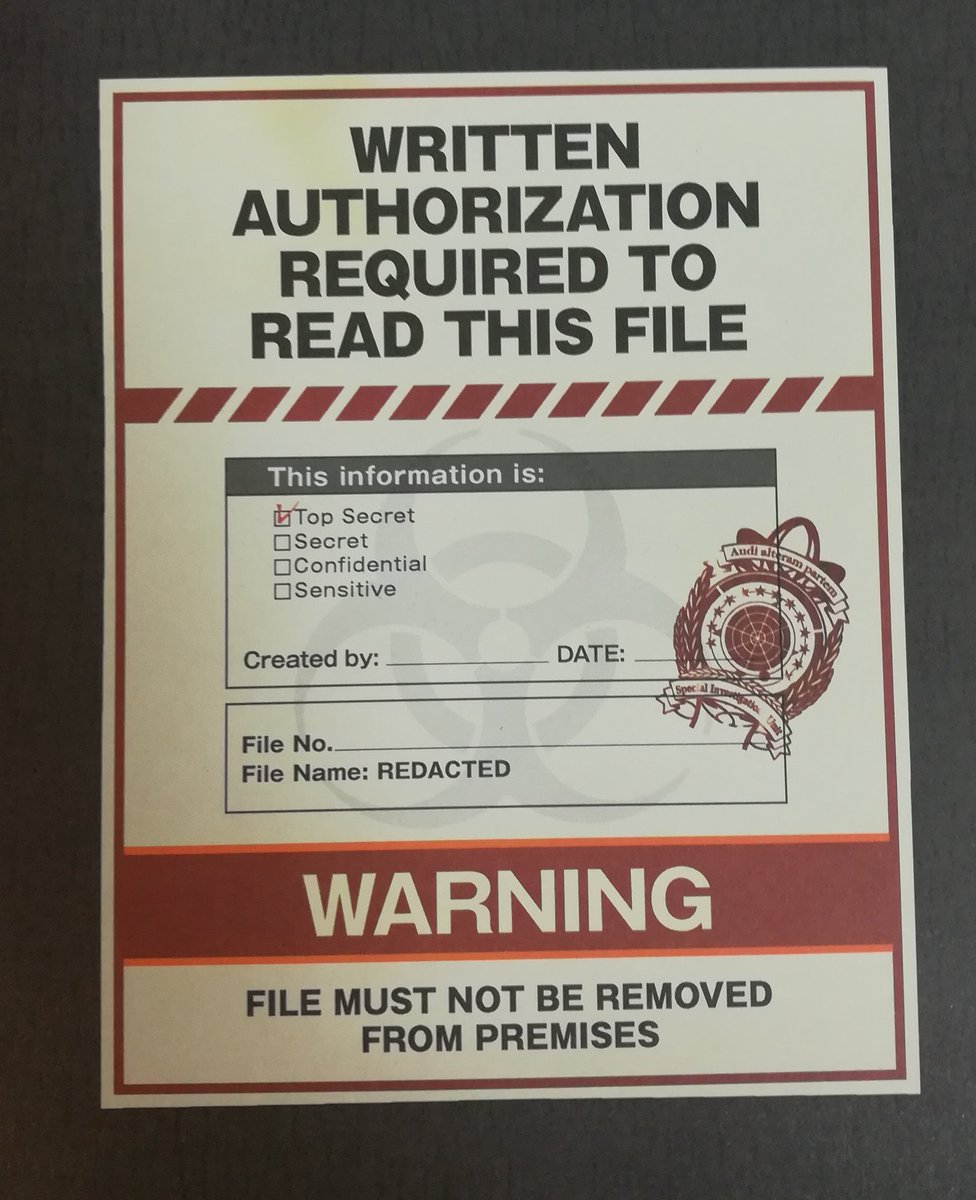 WRITTEN
AUTHORIZATION
REQUIRED TO
READ THIS FILE
This information is:
Top Secret
Secret
Confidential
Sensitive
Created by: DATE:
Audi alteram partem
Special Investigation Unit
File No.
File Name: REDACTED
WARNING
FILE MUST NOT BE REMOVED
FROM PREMISES